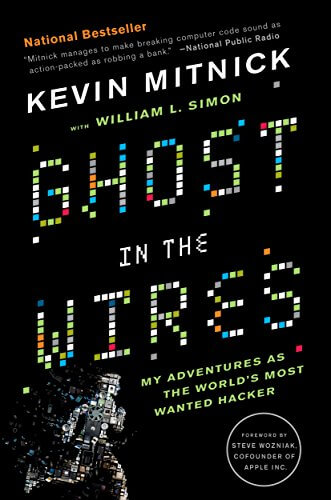 National Bestseller
"Mitnick manages to make breaking computer code sound as
action-packed as robbing a bank." —National Public Radio
KEVIN MITNICK
WITH WILLIAM L. SIMON
GHOST
IN THE
WIRES
MY ADVENTURES AS
THE WORLD'S MOST
WANTED HACKER
FOREWORD BY
STEVE WOZNIAK,
COFOUNDER OF
APPLE INC.